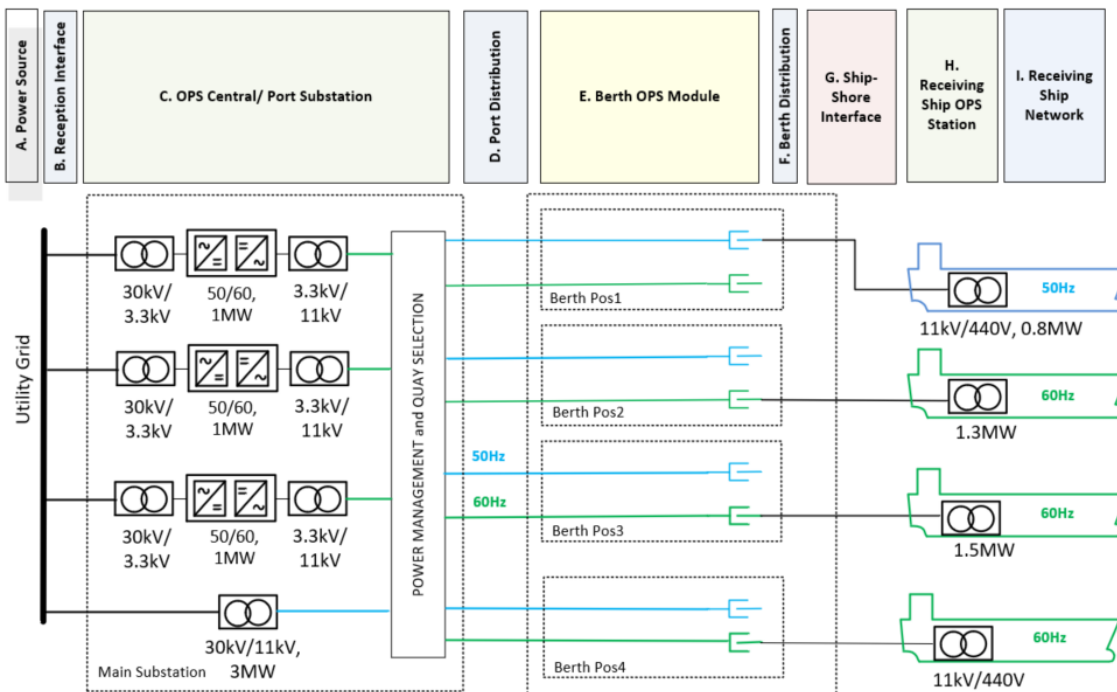 A. Power Source
B. Reception Interface
C. OPS Central/ Port Substation
D. Port Distribution
E. Berth OPS Module
F. Berth Distribution
G. Ship-
Shore
Interface
H.
Receiving
Ship OPS
Station
I. Receiving
Ship
Network
Utility Grid
30kV/
3.3kV
50/60,
1MW
3.3kV/
11kV
30kV/
3.3kV
50/60,
1MW
3.3kV/
11kV
30kV/
3.3kV
50/60,
1MW
3.3kV/
11kV
30kV/11kV,
3MW
Main Substation
POWER MANAGEMENT and QUAY SELECTION
50Hz
60Hz
Berth Pos1
Berth Pos2
Berth Pos3
Berth Pos4
50Hz
11kV/440V, 0.8MW
60Hz
1.3MW
60Hz
1.5MW
60Hz
11kV/440V